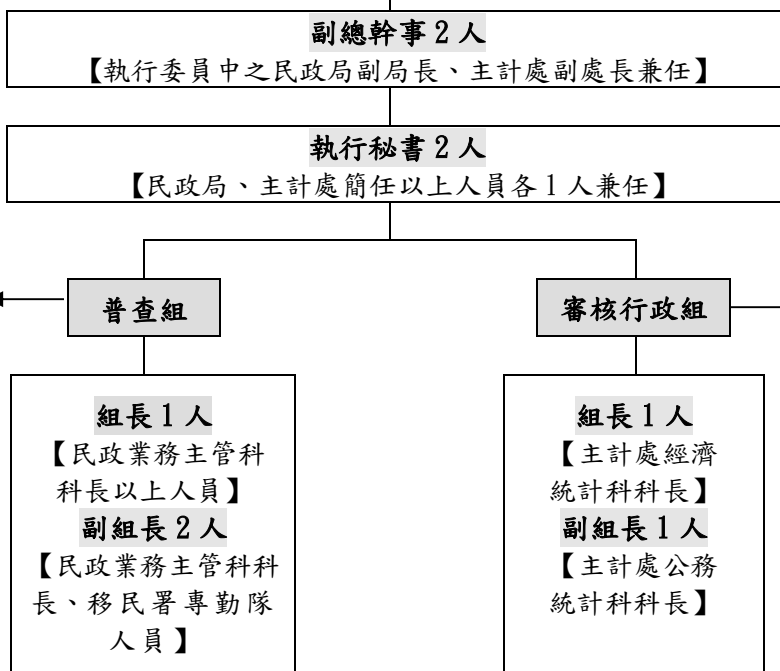 副總幹事2人
【執行委員中之民政局副局長、主計處副處長兼任】
執行秘書2人
【民政局、主計處簡任以上人員各1人兼任】
普查組
審核行政組
組長1人
【民政業務主管科
科長以上人員】
副組長2人
【民政業務主管科科
長、移民署專勤隊
人員】
組長1人
【主計處經濟
統計科科長】
副組長1人
【主計處公務
統計科科長】